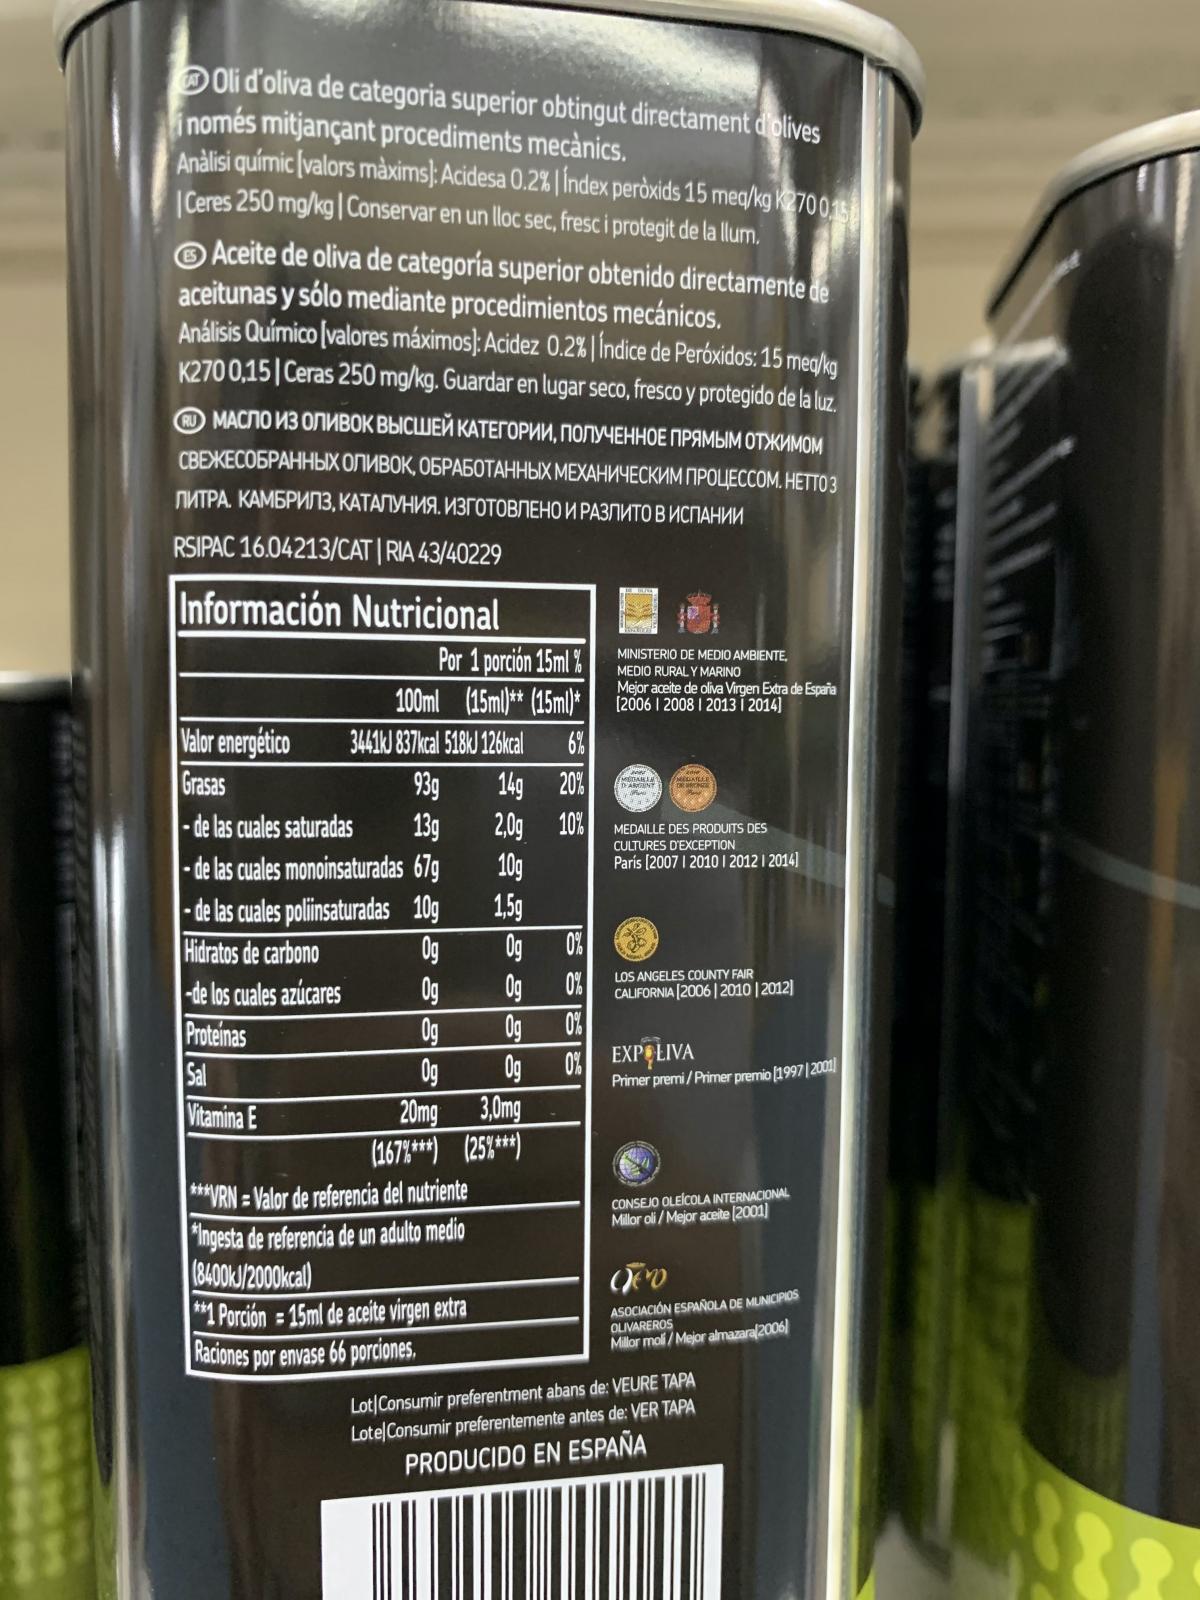 CAT Oli d'oliva de categoria superior obtingut directament d'olives
i només mitjançant procediments mecànics.
Anàlisi químic [valors màxims]: Acidesa 0.2% | Índex peròxids 15 meq/kg K270 0,15
| Ceres 250 mg/kg | Conservar en un lloc sec, fresc i protegit de la llum.
ES Aceite de oliva de categoría superior obtenido directamente de
aceitunas y sólo mediante procedimientos mecánicos.
Análisis Químico [valores máximos]: Acidez 0.2% | Índice de Peróxidos: 15 meq/kg
K270 0,15 | Ceras 250 mg/kg. Guardar en lugar seco, fresco y protegido de la luz.
RU МАСЛО ИЗ ОЛИВОК ВЫСШЕЙ КАТЕГОРИИ, ПОЛУЧЕННОЕ ПРЯМЫМ ОТЖИМОМ
СВЕЖЕСОБРАННЫХ ОЛИВОК, ОБРАБОТАННЫХ МЕХАНИЧЕСКИМ ПРОЦЕССОМ. НЕТТО 3
ЛИТРА. КАМБРИЛЗ, КАТАЛУНИЯ. ИЗГОТОВЛЕНО И РАЗЛИТО В ИСПАНИИ
RSIPAC 16.04213/CAT | RIA 43/40229
Información Nutricional
Por 1 porción 15ml %
100ml (15ml)** (15ml)*
Valor energético 3441kJ 837kcal 518kJ 126kcal 6%
Grasas 93g 14g 20%
- de las cuales saturadas 13g 2,0g 10%
- de las cuales monoinsaturadas 67g 10g
- de las cuales poliinsaturadas 10g 1,5g
Hidratos de carbono 0g 0g 0%
-de los cuales azúcares 0g 0g 0%
Proteínas 0g 0g 0%
Sal 0g 0g 0%
Vitamina E 20mg 3,0mg
(167%***) (25%***)
***VRN = Valor de referencia del nutriente
*Ingesta de referencia de un adulto medio
(8400kJ/2000kcal)
**1 Porción = 15ml de aceite virgen extra
Raciones por envase 66 porciones.
MINISTERIO DE MEDIO AMBIENTE,
MEDIO RURAL Y MARINO
Mejor aceite de oliva Virgen Extra de España
[2006 | 2008 | 2013 | 2014]
MEDAILLE D'ARGENT Paris
MEDAILLE DE BRONZE Paris
MEDAILLE DES PRODUITS DES
CULTURES D'EXCEPTION
París [2007 | 2010 | 2012 | 2014]
LOS ANGELES COUNTY FAIR
CALIFORNIA [2006 | 2010 | 2012]
EXPOLIVA
Primer premi / Primer premio [1997 | 2001]
CONSEJO OLEÍCOLA INTERNACIONAL
Millor oli / Mejor aceite [2001]
ASOCIACIÓN ESPAÑOLA DE MUNICIPIOS
OLIVAREROS
Millor molí / Mejor almazara[2006]
Lot|Consumir preferentment abans de: VEURE TAPA
Lote|Consumir preferentemente antes de: VER TAPA
PRODUCIDO EN ESPAÑA